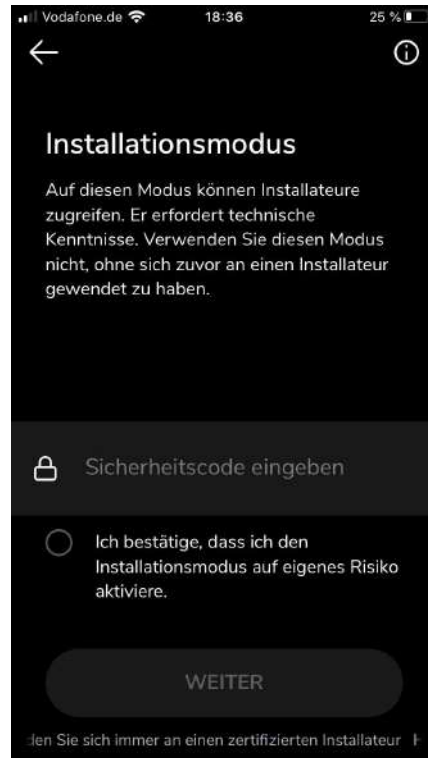 Vodafone.de 18:36 25 %
Installationsmodus
Auf diesen Modus können Installateure
zugreifen. Er erfordert technische
Kenntnisse. Verwenden Sie diesen Modus
nicht, ohne sich zuvor an einen Installateur
gewendet zu haben.
Sicherheitscode eingeben
Ich bestätige, dass ich den
Installationsmodus auf eigenes Risiko
aktiviere.
WEITER
den Sie sich immer an einen zertifizierten Installateur